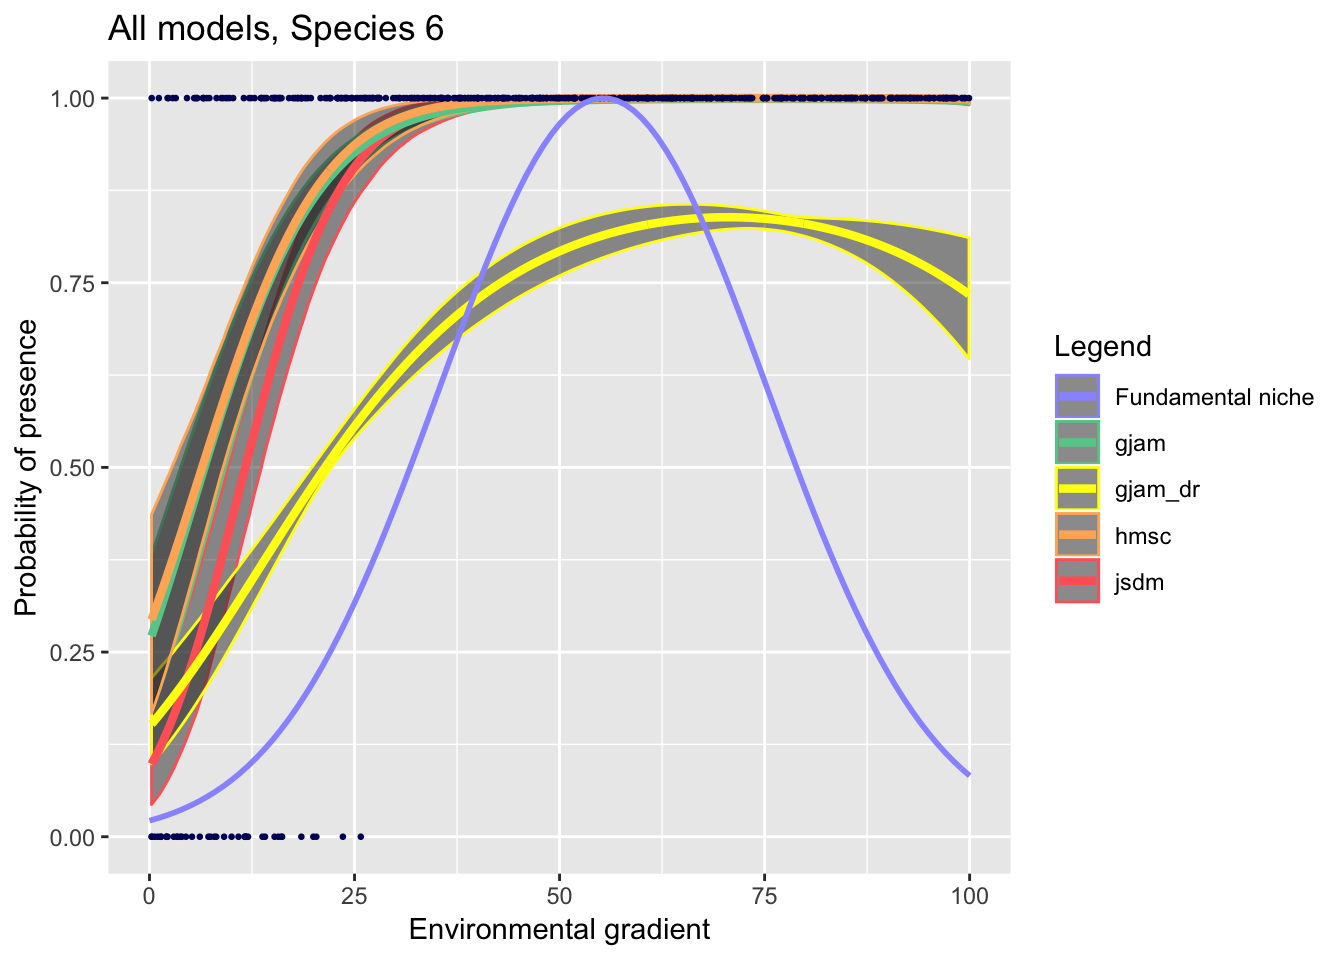 All models, Species 6
1.00
0.75
0.50
0.25
0.00
Probability of presence
0 25 50 75 100
Environmental gradient
Legend
Fundamental niche
gjam
gjam_dr
hmsc
jsdm